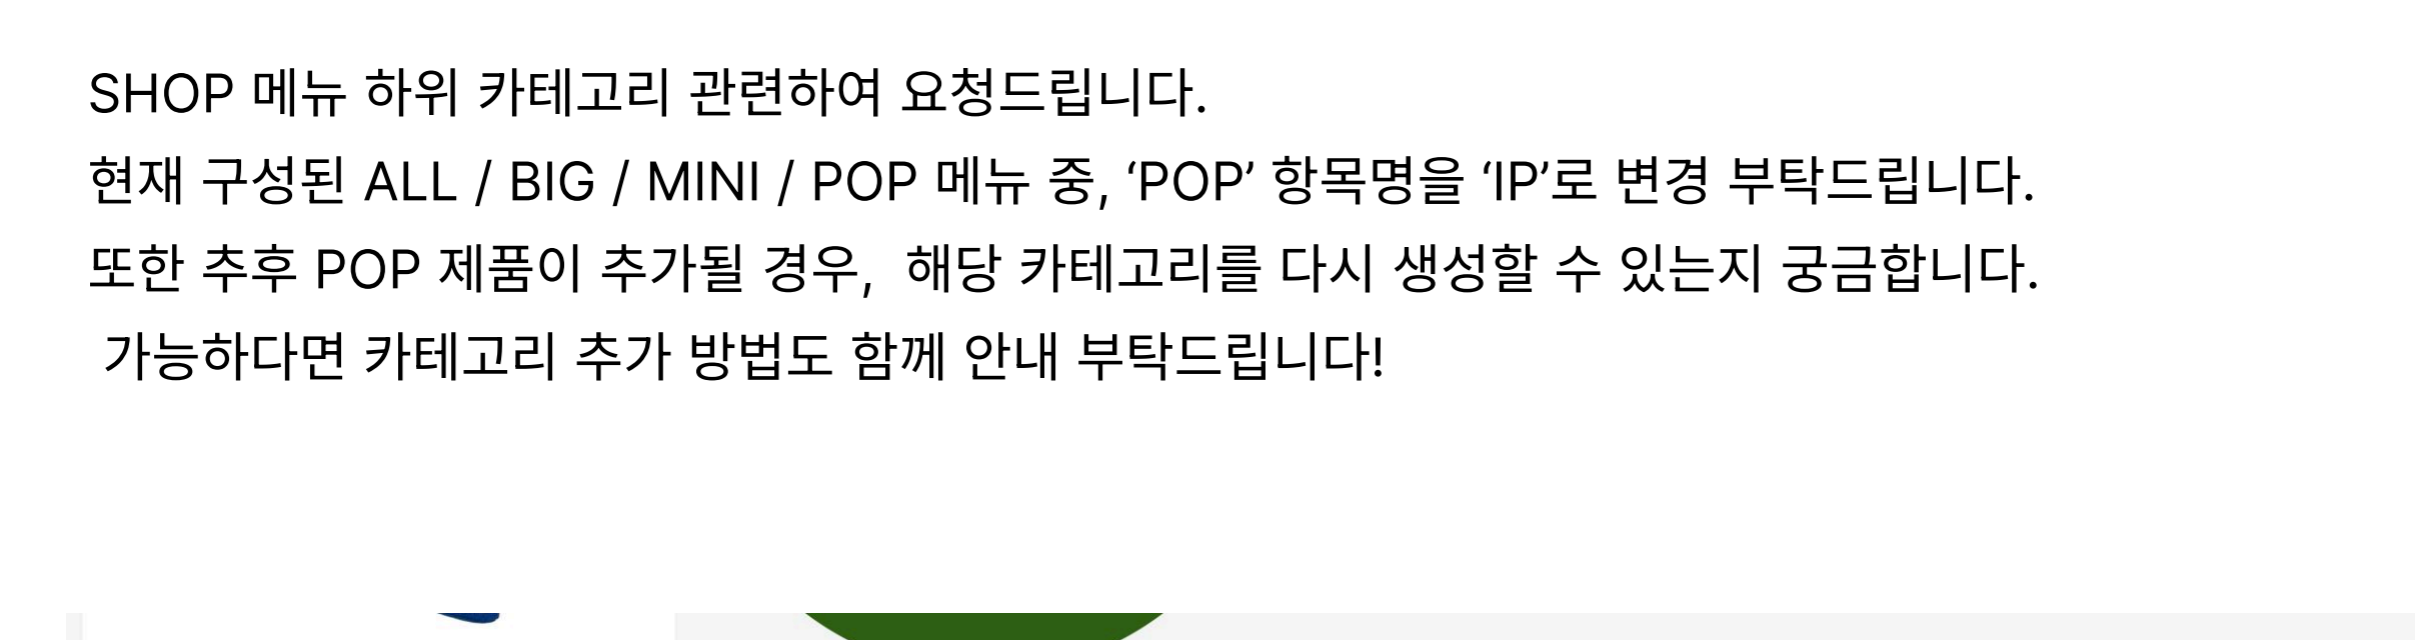 SHOP 메뉴 하위 카테고리 관련하여 요청드립니다.
현재 구성된 ALL / BIG / MINI / POP 메뉴 중, ‘POP’ 항목명을 ‘IP’로 변경 부탁드립니다.
또한 추후 POP 제품이 추가될 경우,  해당 카테고리를 다시 생성할 수 있는지 궁금합니다.
가능하다면 카테고리 추가 방법도 함께 안내 부탁드립니다!